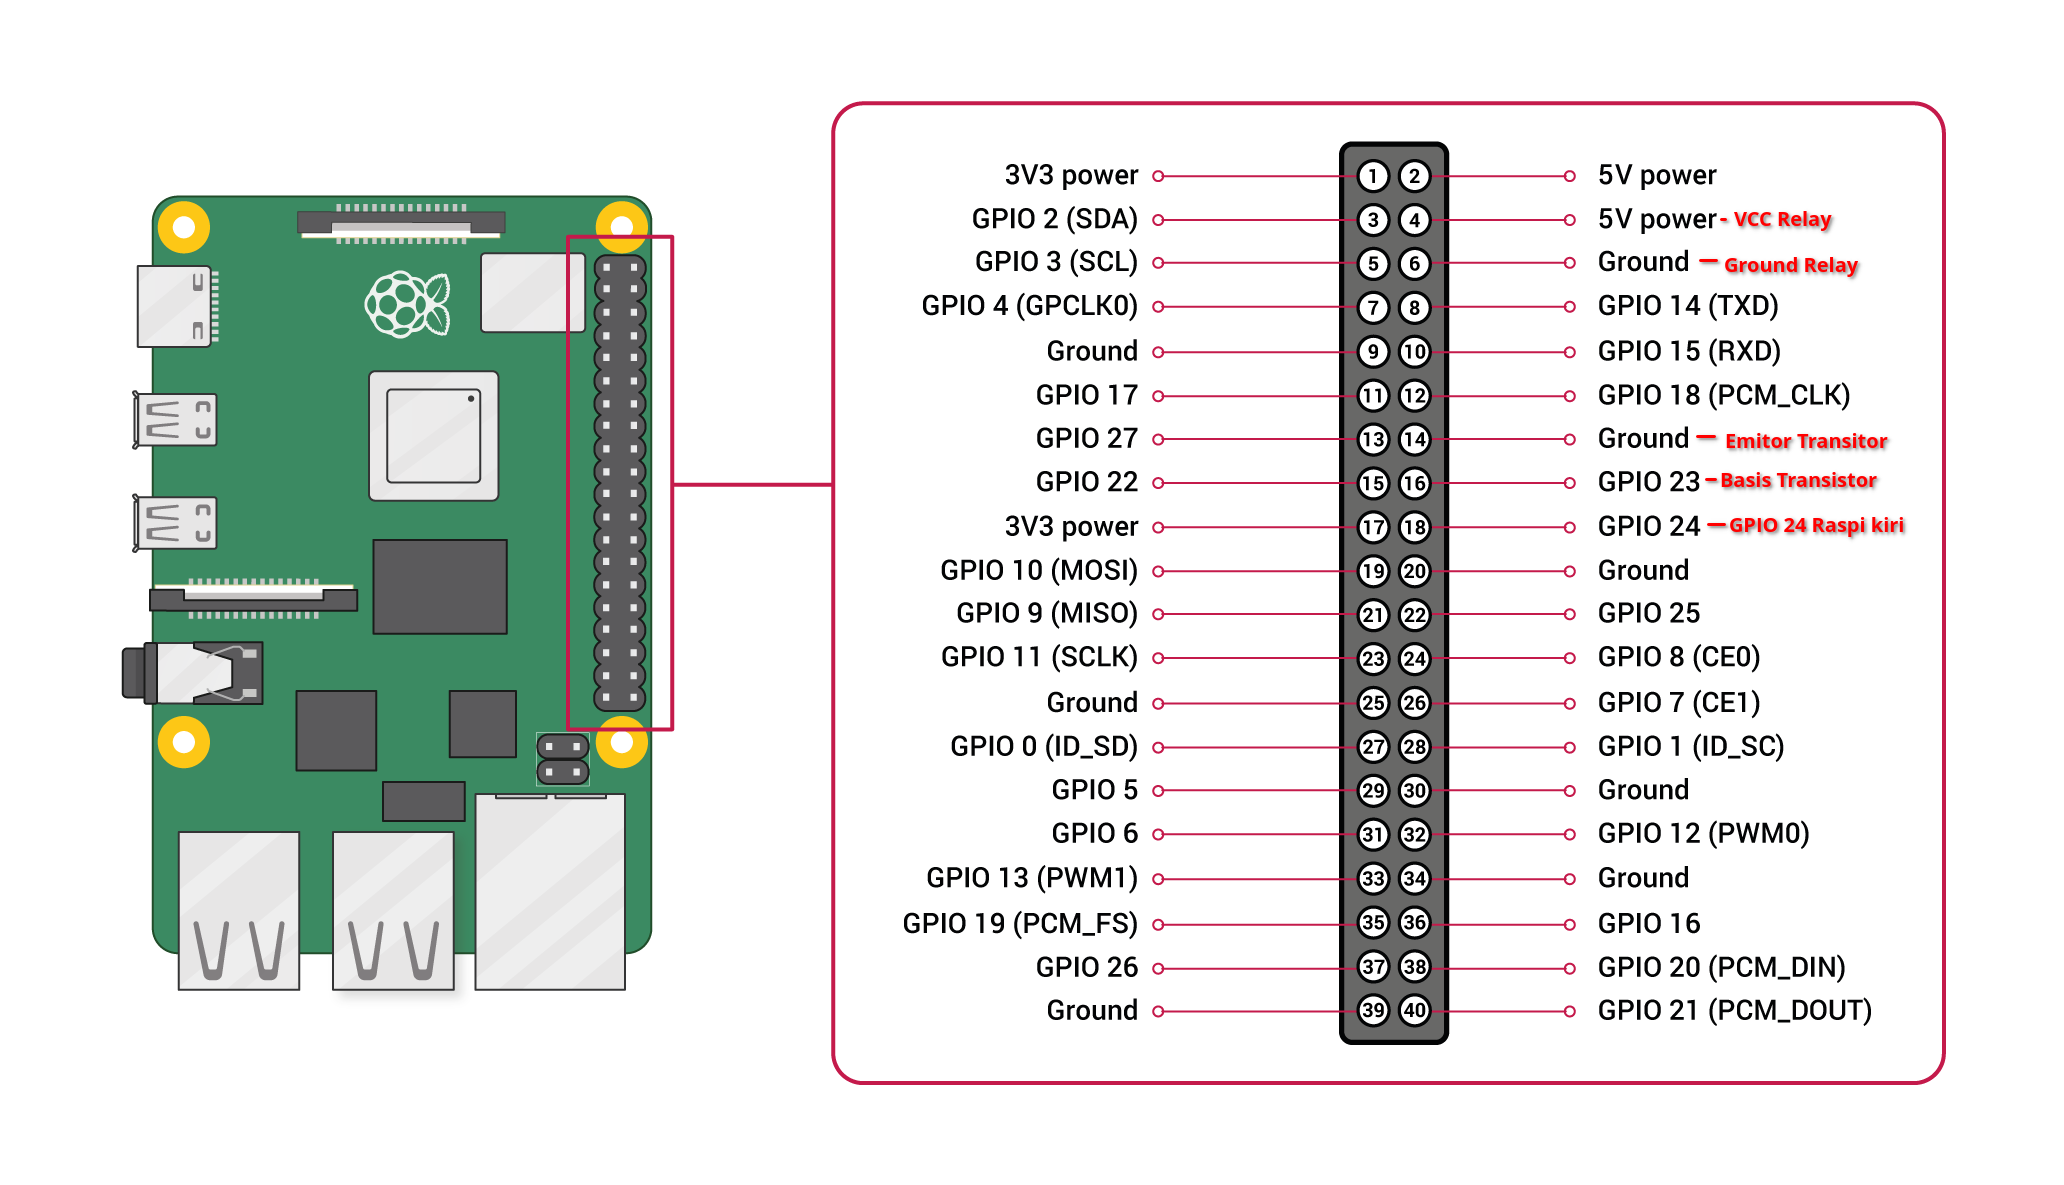 3V3 power 1 2 5V power
GPIO 2 (SDA) 3 4 5V power - VCC Relay
GPIO 3 (SCL) 5 6 Ground — Ground Relay
GPIO 4 (GPCLK0) 7 8 GPIO 14 (TXD)
Ground 9 10 GPIO 15 (RXD)
GPIO 17 11 12 GPIO 18 (PCM_CLK)
GPIO 27 13 14 Ground — Emitor Transitor
GPIO 22 15 16 GPIO 23 - Basis Transistor
3V3 power 17 18 GPIO 24 — GPIO 24 Raspi kiri
GPIO 10 (MOSI) 19 20 Ground
GPIO 9 (MISO) 21 22 GPIO 25
GPIO 11 (SCLK) 23 24 GPIO 8 (CE0)
Ground 25 26 GPIO 7 (CE1)
GPIO 0 (ID_SD) 27 28 GPIO 1 (ID_SC)
GPIO 5 29 30 Ground
GPIO 6 31 32 GPIO 12 (PWM0)
GPIO 13 (PWM1) 33 34 Ground
GPIO 19 (PCM_FS) 35 36 GPIO 16
GPIO 26 37 38 GPIO 20 (PCM_DIN)
Ground 39 40 GPIO 21 (PCM_DOUT)